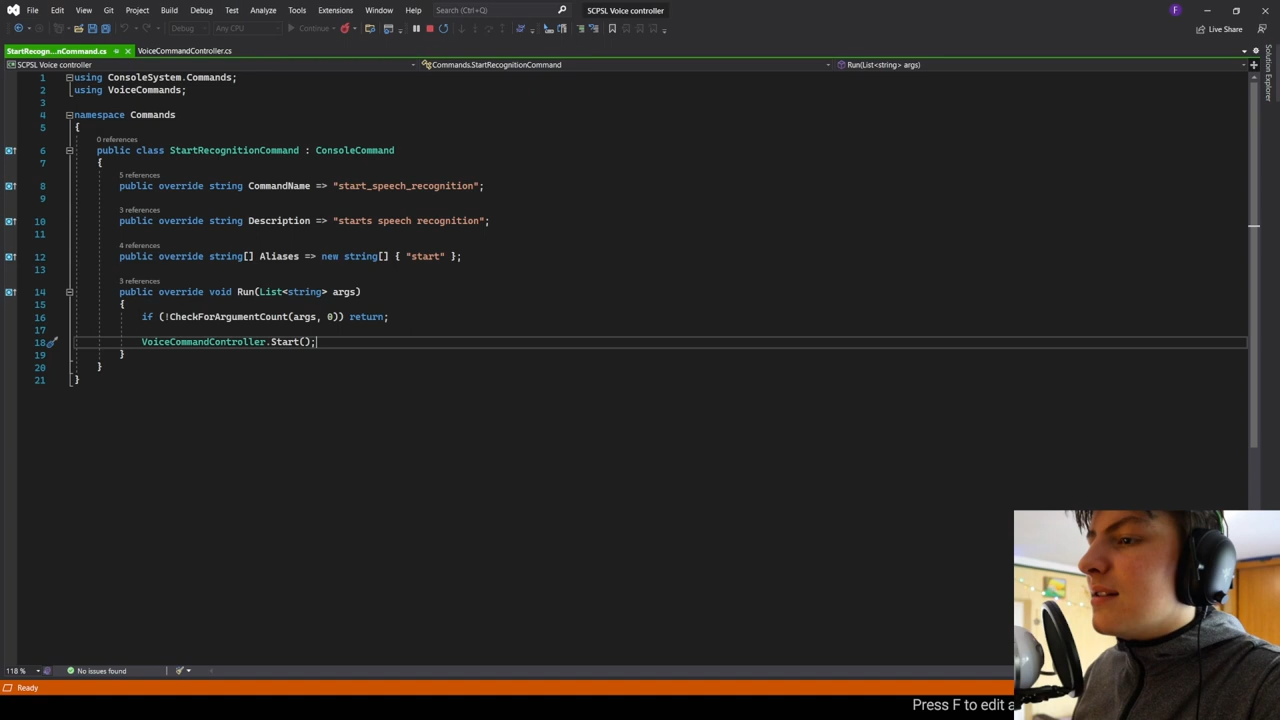 File Edit View Git Project Build Debug Test Analyze Tools Extensions Window Help Search (Ctrl+Q) SCPSL Voice controller F
Debug Any CPU Continue Live Share
StartRecogn...nCommand.cs VoiceCommandController.cs
SCPSL Voice controller Commands.StartRecognitionCommand Run(List<string> args)
Solution Explorer
1 using ConsoleSystem.Commands;
2 using VoiceCommands;
3
4 namespace Commands
5 {
0 references
6 public class StartRecognitionCommand : ConsoleCommand
7 {
5 references
8 public override string CommandName => "start_speech_recognition";
9
3 references
10 public override string Description => "starts speech recognition";
11
4 references
12 public override string[] Aliases => new string[] { "start" };
13
3 references
14 public override void Run(List<string> args)
15 {
16 if (!CheckForArgumentCount(args, 0)) return;
17
18 VoiceCommandController.Start();
19 }
20 }
21 }
118 % No issues found
Ready
Press F to edit